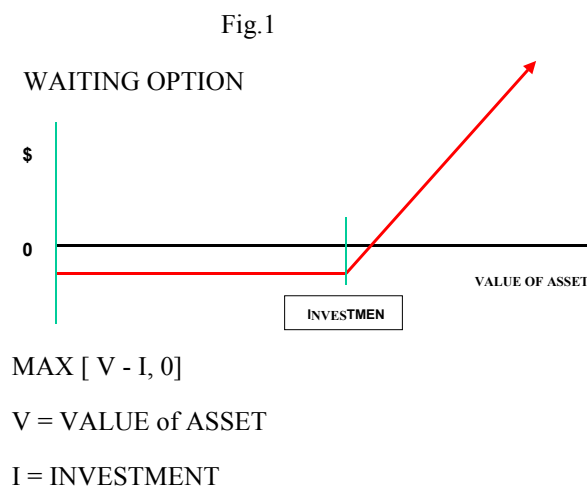 Fig.1
WAITING OPTION
$
0
VALUE OF ASSET
INVESTMEN
MAX [ V - I, 0]
V = VALUE of ASSET
I = INVESTMENT